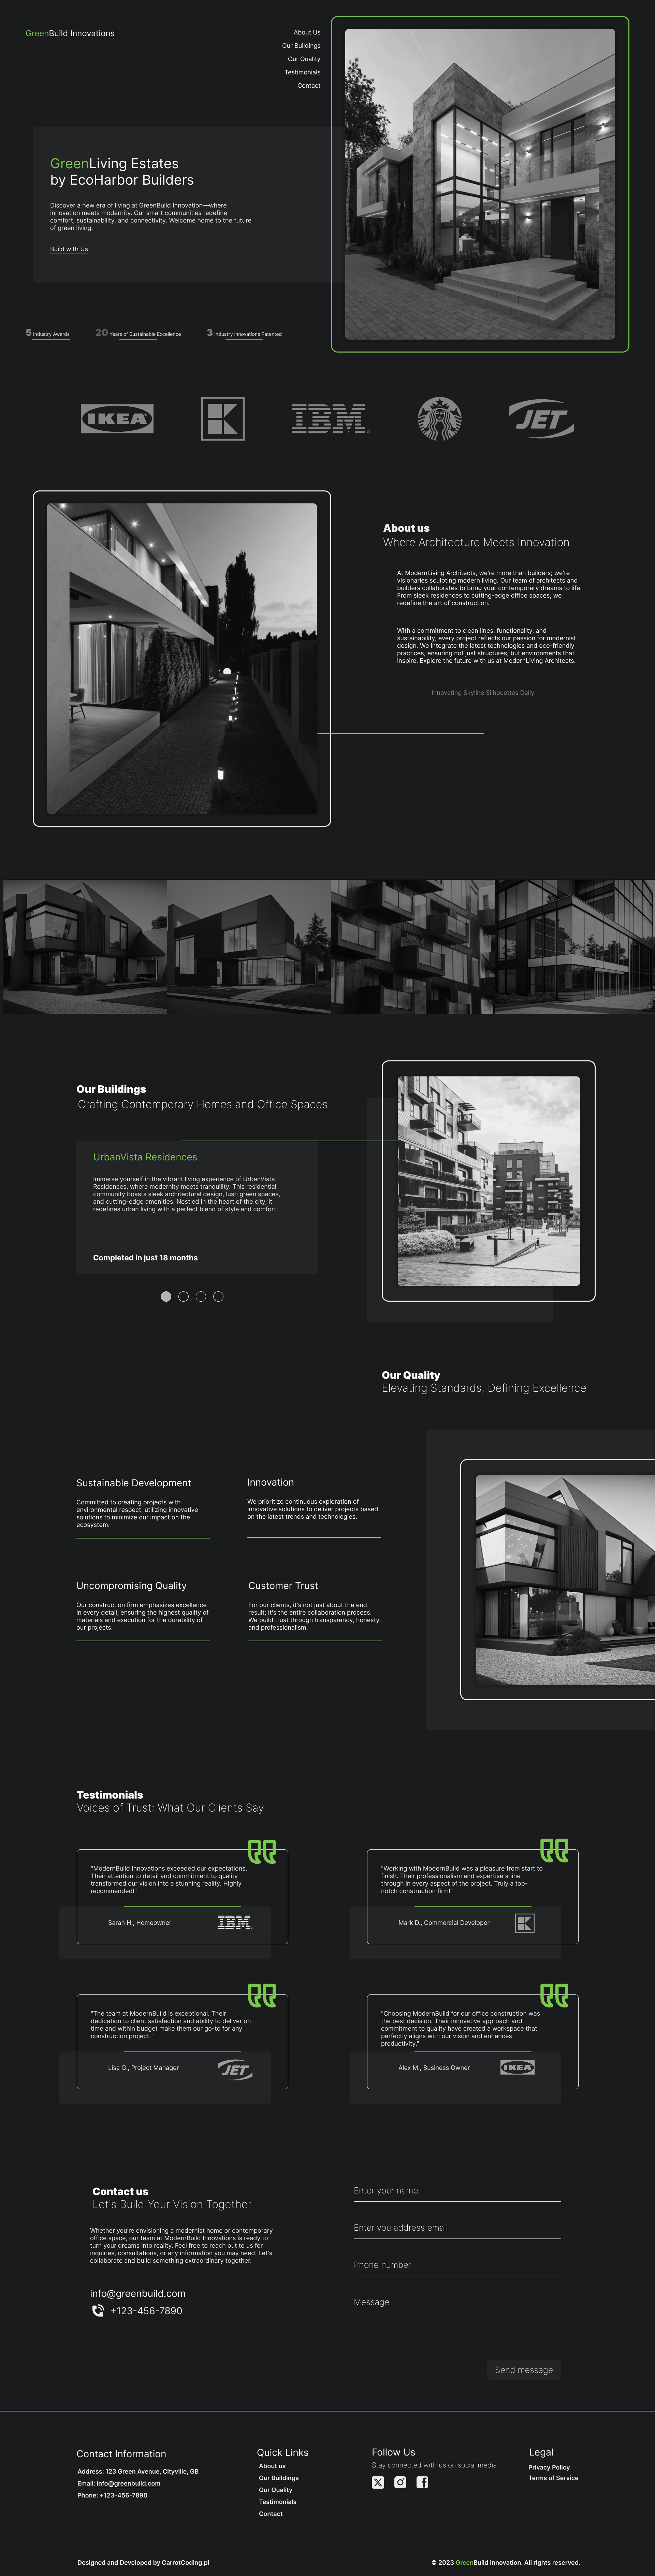 GreenBuild Innovations
About Us
Our Buildings
Our Quality
Testimonials
Contact
GreenLiving Estates
by EcoHarbor Builders
Discover a new era of living at GreenBuild Innovation—where
innovation meets modernity. Our smart communities redefine
comfort, sustainability, and connectivity. Welcome home to the future
of green living.
Build with Us
5 Industry Awards
20 Years of Sustainable Excellence
3 Industry Innovations Patented
IKEA
K
IBM
JET
About us
Where Architecture Meets Innovation
At ModernLiving Architects, we're more than builders; we're
visionaries sculpting modern living. Our team of architects and
builders collaborates to bring your contemporary dreams to life.
From sleek residences to cutting-edge office spaces, we
redefine the art of construction.
With a commitment to clean lines, functionality, and
sustainability, every project reflects our passion for modernist
design. We integrate the latest technologies and eco-friendly
practices, ensuring not just structures, but environments that
inspire. Explore the future with us at ModernLiving Architects.
Innovating Skyline Silhouettes Daily.
Our Buildings
Crafting Contemporary Homes and Office Spaces
UrbanVista Residences
Immerse yourself in the vibrant living experience of UrbanVista
Residences, where modernity meets tranquility. This residential
community boasts sleek architectural design, lush green spaces,
and cutting-edge amenities. Nestled in the heart of the city, it
redefines urban living with a perfect blend of style and comfort.
Completed in just 18 months
Our Quality
Elevating Standards, Defining Excellence
Sustainable Development
Committed to creating projects with
environmental respect, utilizing innovative
solutions to minimize our impact on the
ecosystem.
Innovation
We prioritize continuous exploration of
innovative solutions to deliver projects based
on the latest trends and technologies.
Uncompromising Quality
Our construction firm emphasizes excellence
in every detail, ensuring the highest quality of
materials and execution for the durability of
our projects.
Customer Trust
For our clients, it's not just about the end
result; it's the entire collaboration process.
We build trust through transparency, honesty,
and professionalism.
Testimonials
Voices of Trust: What Our Clients Say
"ModernBuild Innovations exceeded our expectations.
Their attention to detail and commitment to quality
transformed our vision into a stunning reality. Highly
recommended!"
Sarah H., Homeowner
IBM
"Working with ModernBuild was a pleasure from start to
finish. Their professionalism and expertise shine
through in every aspect of the project. Truly a top-
notch construction firm!"
Mark D., Commercial Developer
K
"The team at ModernBuild is exceptional. Their
dedication to client satisfaction and ability to deliver on
time and within budget make them our go-to for any
construction project."
Lisa G., Project Manager
JET
"Choosing ModernBuild for our office construction was
the best decision. Their innovative approach and
commitment to quality have created a workspace that
perfectly aligns with our vision and enhances
productivity."
Alex M., Business Owner
IKEA
Contact us
Let's Build Your Vision Together
Whether you're envisioning a modernist home or contemporary
office space, our team at ModernBuild Innovations is ready to
turn your dreams into reality. Feel free to reach out to us for
inquiries, consultations, or any information you may need. Let's
collaborate and build something extraordinary together.
info@greenbuild.com
+123-456-7890
Enter your name
Enter you address email
Phone number
Message
Send message
Contact Information
Address: 123 Green Avenue, Cityville, GB
Email: info@greenbuild.com
Phone: +123-456-7890
Quick Links
About us
Our Buildings
Our Quality
Testimonials
Contact
Follow Us
Stay connected with us on social media
Legal
Privacy Policy
Terms of Service
Designed and Developed by CarrotCoding.pl
© 2023 GreenBuild Innovation. All rights reserved.